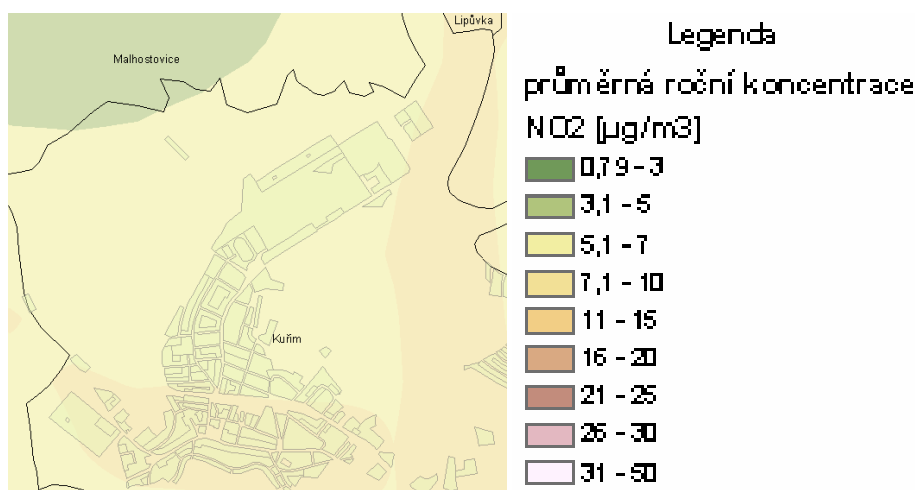 Lipůvka
Malhostovice
Kuřim
Legenda
průměrná roční koncentrace
NO2 [µg/m3]
0,79 - 3
3,1 - 5
5,1 - 7
7,1 - 10
11 - 15
16 - 20
21 - 25
26 - 30
31 - 50